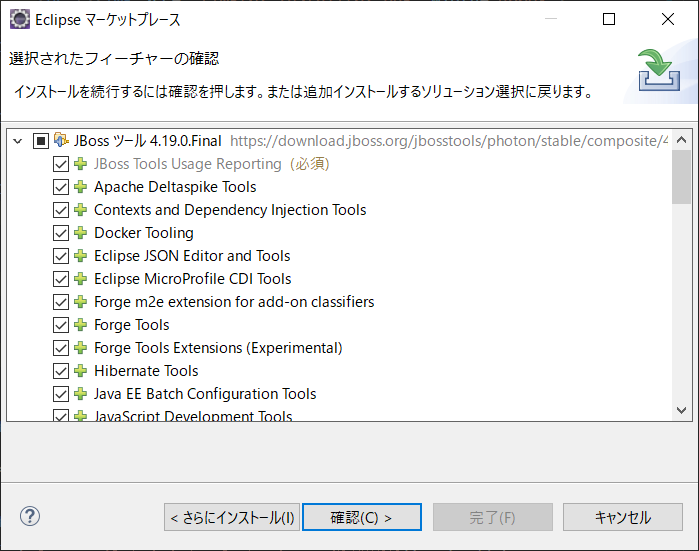 Eclipse マーケットプレース
選択されたフィーチャーの確認
インストールを続行するには確認を押します。または追加インストールするソリューション選択に戻ります。
JBoss ツール 4.19.0.Final https://download.jboss.org/jbosstools/photon/stable/composite/4
JBoss Tools Usage Reporting (必須)
Apache Deltaspike Tools
Contexts and Dependency Injection Tools
Docker Tooling
Eclipse JSON Editor and Tools
Eclipse MicroProfile CDI Tools
Forge m2e extension for add-on classifiers
Forge Tools
Forge Tools Extensions (Experimental)
Hibernate Tools
Java EE Batch Configuration Tools
JavaScript Development Tools
< さらにインストール(I) 確認(C) > 完了(F) キャンセル